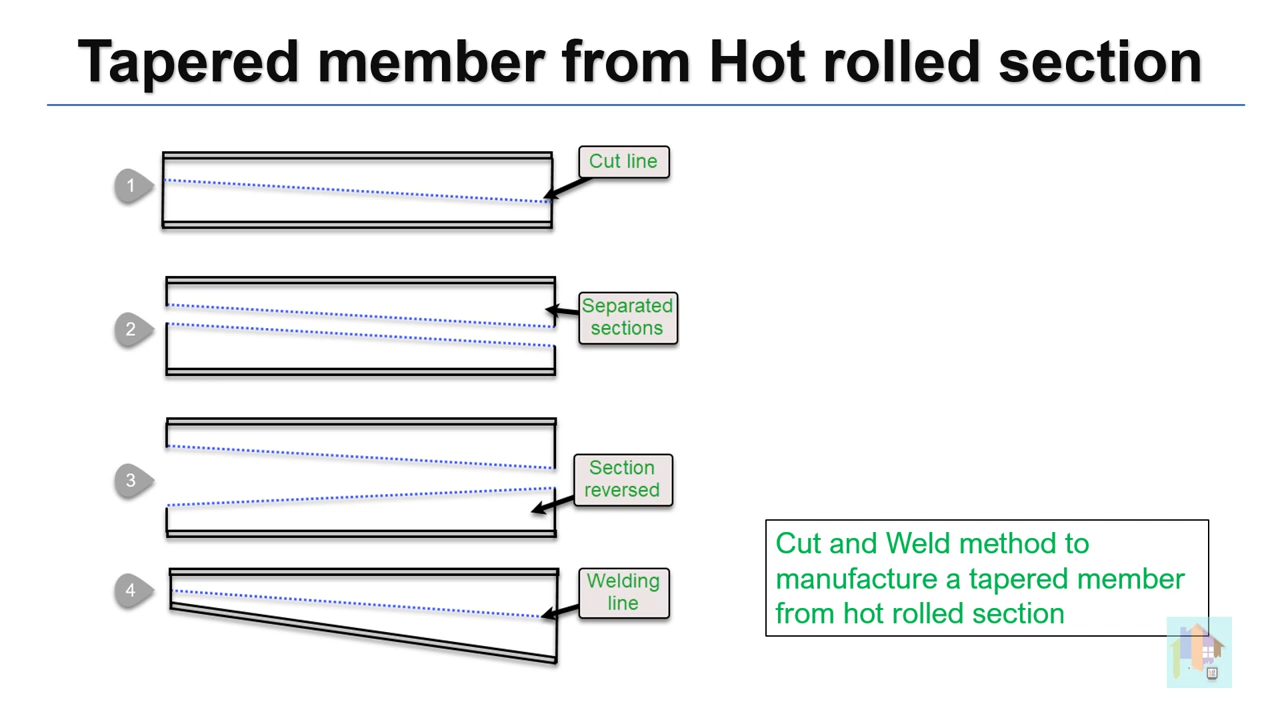 Tapered member from Hot rolled section
1
Cut line
2
Separated
sections
3
Section
reversed
4
Welding
line
Cut and Weld method to
manufacture a tapered member
from hot rolled section